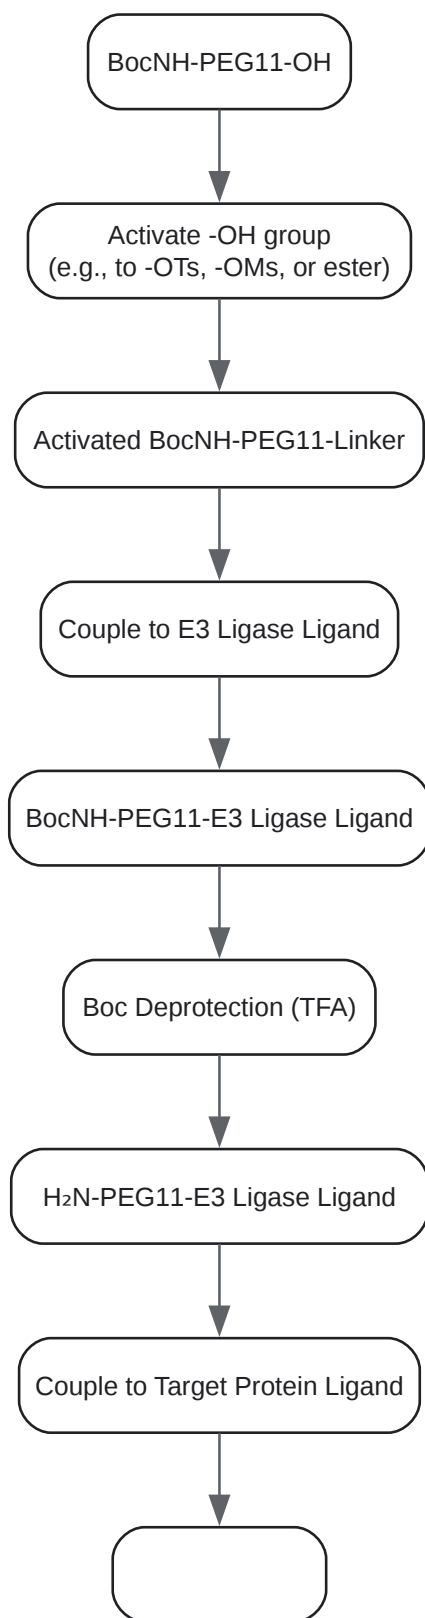 BocNH-PEG11-OH
Activate -OH group
(e.g., to -OTs, -OMs, or ester)
Activated BocNH-PEG11-Linker
Couple to E3 Ligase Ligand
BocNH-PEG11-E3 Ligase Ligand
Boc Deprotection (TFA)
H₂N-PEG11-E3 Ligase Ligand
Couple to Target Protein Ligand